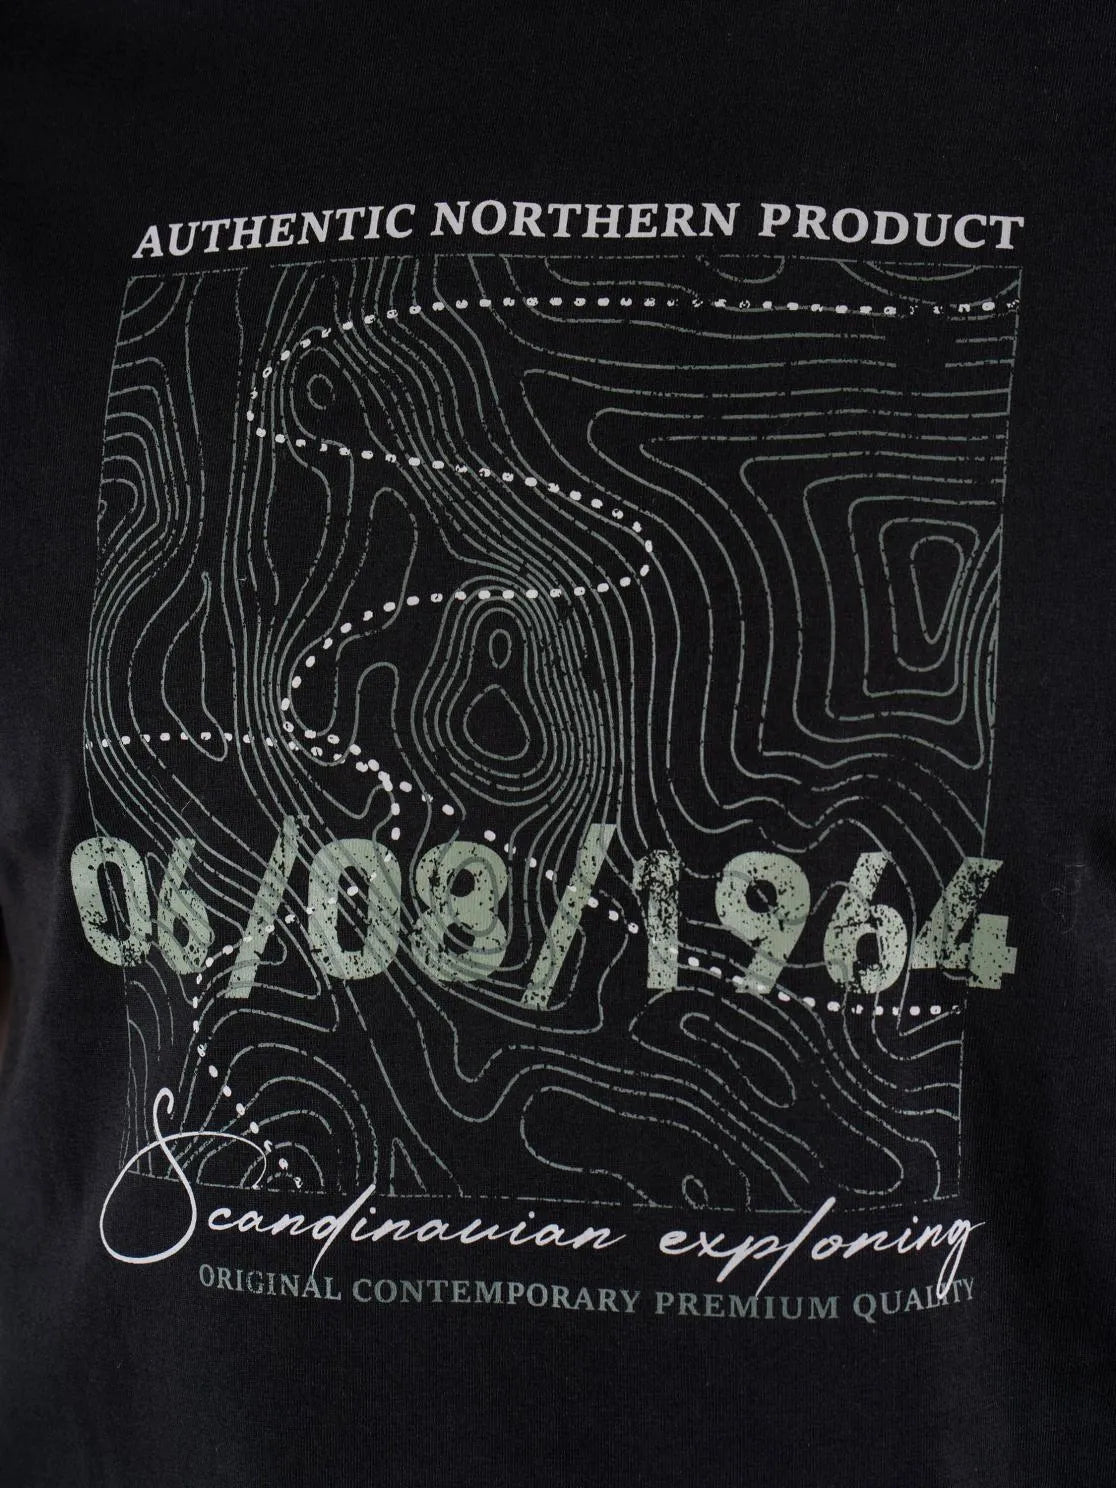 AUTHENTIC NORTHERN PRODUCT
06/08/1964
Scandinavian exploring
ORIGINAL CONTEMPORARY PREMIUM QUALITY